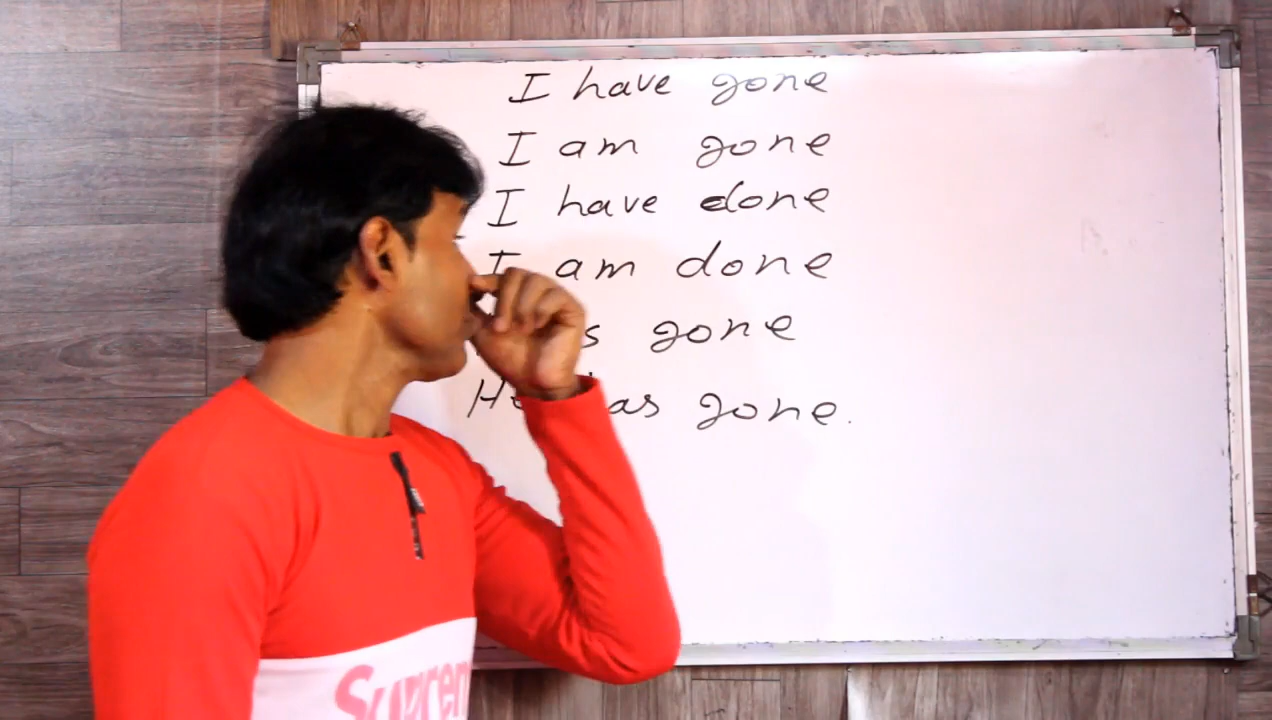 I have gone
I am gone
I have done
I am done
gone
gone.